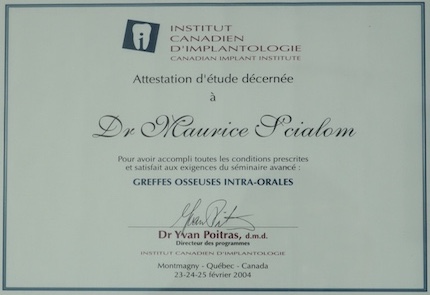 INSTITUT
CANADIEN
D'IMPLANTOLOGIE
CANADIAN IMPLANT INSTITUTE
Attestation d'étude décernée
à
Dr Maurice Scialom
Pour avoir accompli toutes les conditions prescrites
et satisfait aux exigences du séminaire avancé :
GREFFES OSSEUSES INTRA-ORALES
Dr Yvan Poitras, d.m.d.
Directeur des programmes
INSTITUT CANADIEN D'IMPLANTOLOGIE
Montmagny - Québec - Canada
23-24-25 février 2004